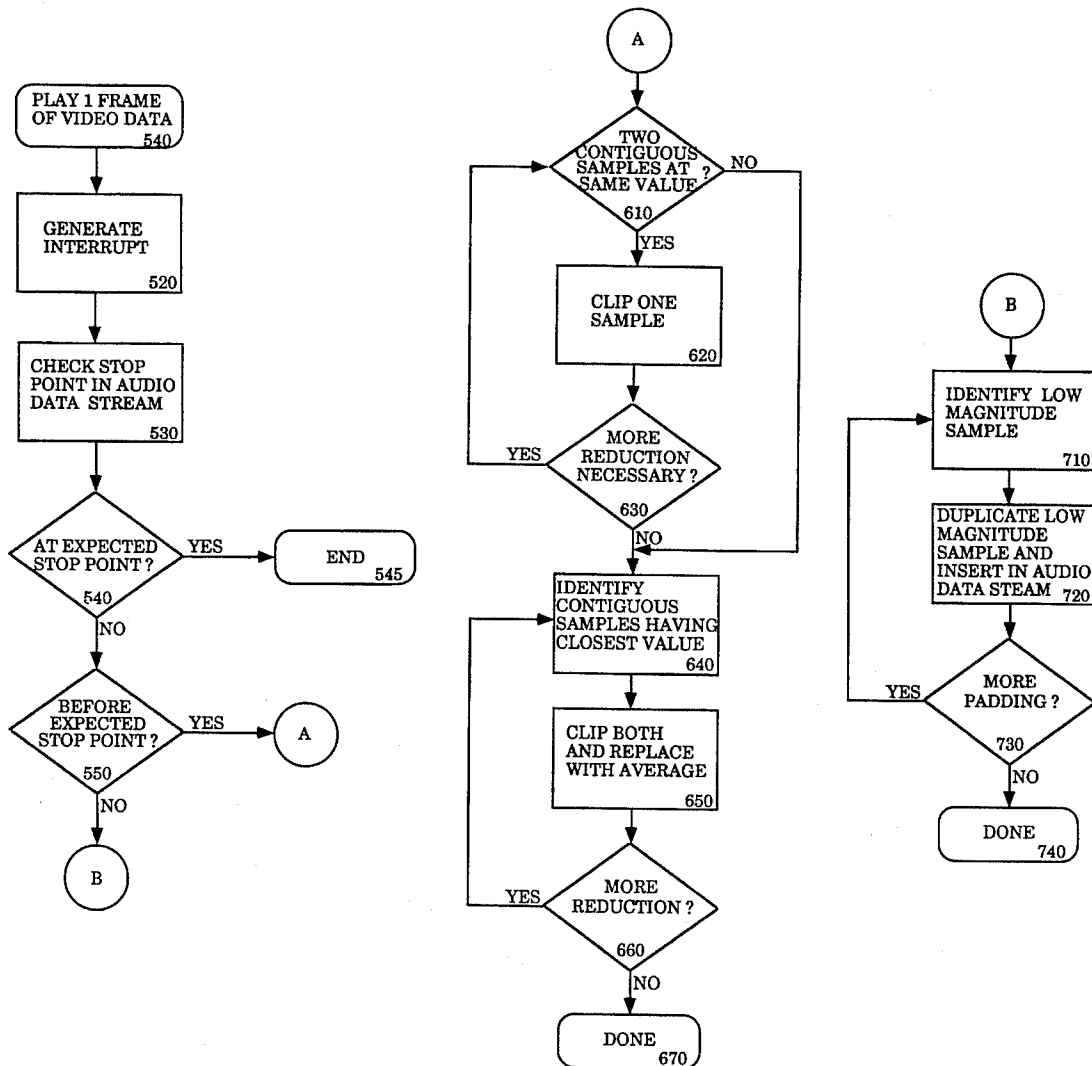 PLAY 1 FRAME
OF VIDEO DATA
540
GENERATE
INTERRUPT
520
CHECK STOP
POINT IN AUDIO
DATA STREAM
530
AT EXPECTED
STOP POINT ?
540
YES
END
545
NO
BEFORE
EXPECTED
STOP POINT ?
550
YES
A
NO
B
A
TWO
CONTIGUOUS
SAMPLES AT ?
SAME VALUE
610
NO
YES
CLIP ONE
SAMPLE
620
MORE
REDUCTION
NECESSARY ?
630
YES
NO
IDENTIFY
CONTIGUOUS
SAMPLES HAVING
CLOSEST VALUE
640
CLIP BOTH
AND REPLACE
WITH AVERAGE
650
MORE
REDUCTION ?
660
YES
NO
DONE
670
B
IDENTIFY LOW
MAGNITUDE
SAMPLE
710
DUPLICATE LOW
MAGNITUDE
SAMPLE AND
INSERT IN AUDIO
DATA STEAM
720
MORE
PADDING ?
730
YES
NO
DONE
740